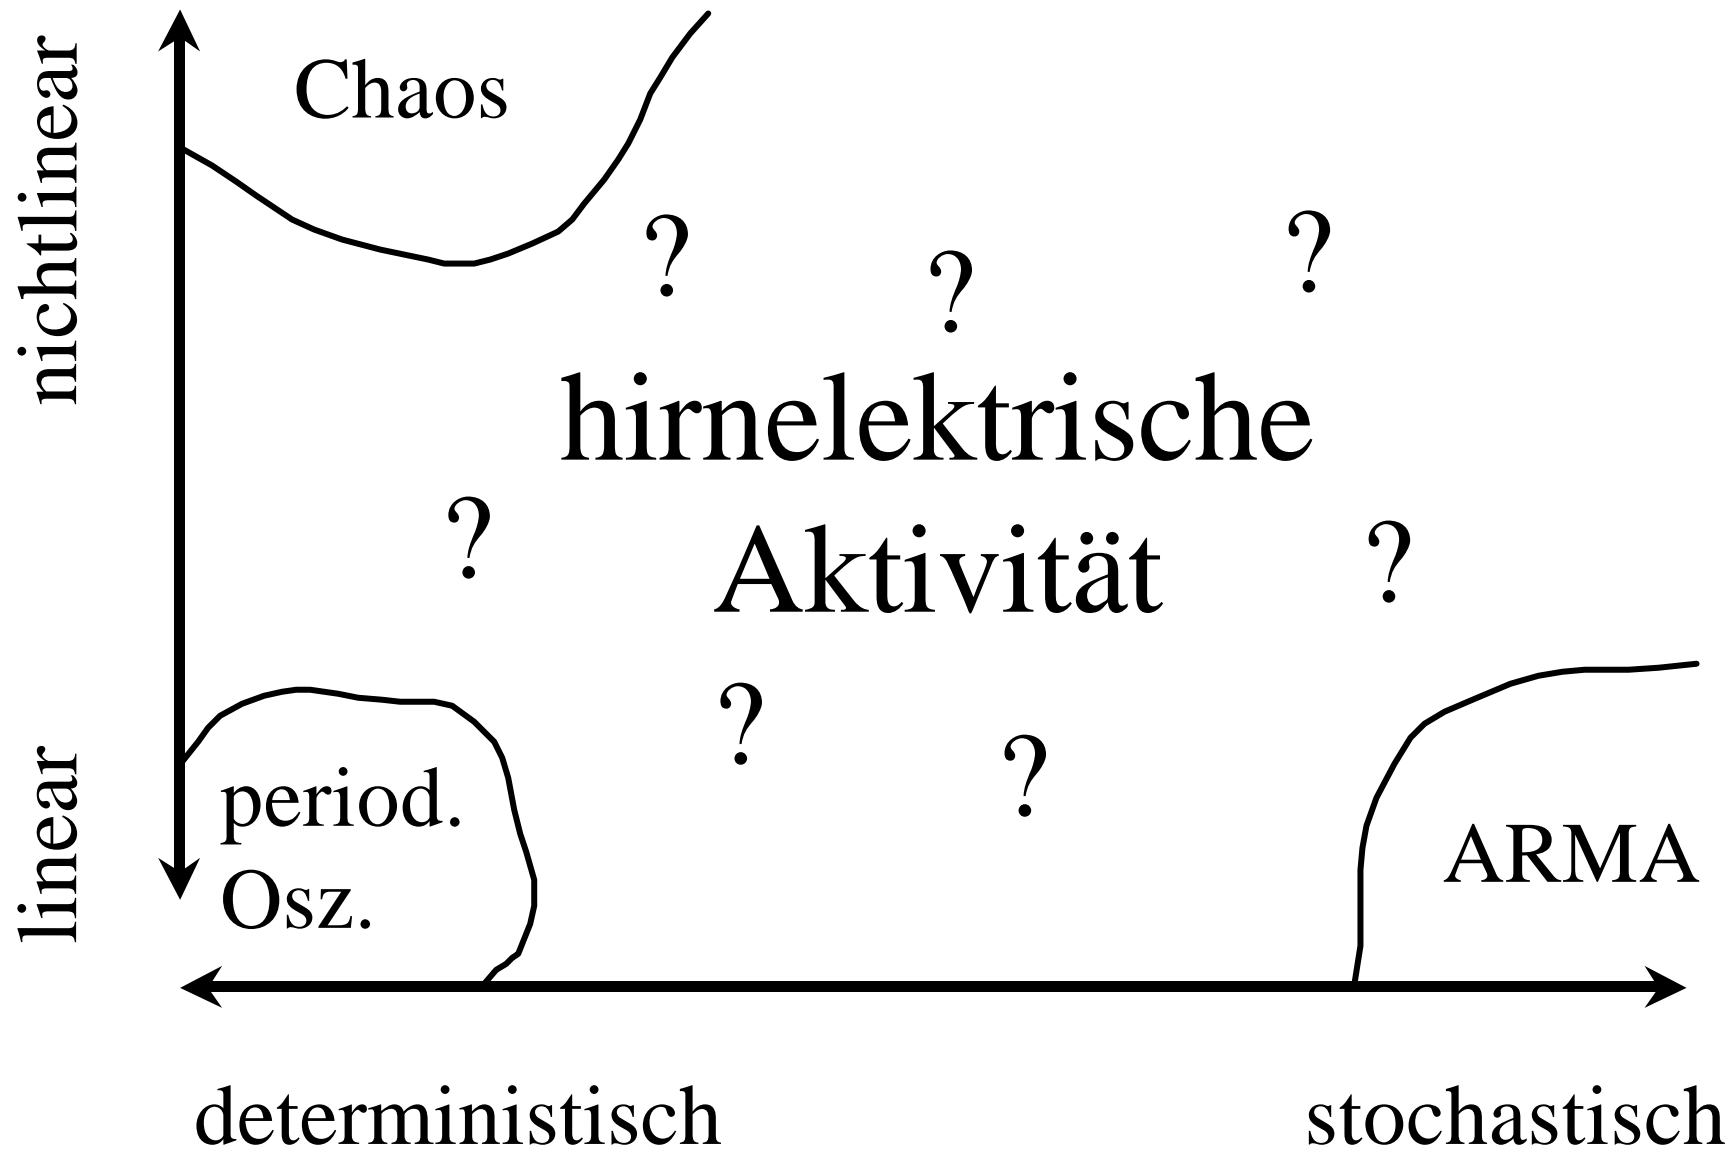 nichtlinear
Chaos
?
?
?
hirnelektrische
?
Aktivität
?
?
?
linear
period.
Osz.
ARMA
deterministisch
stochastisch